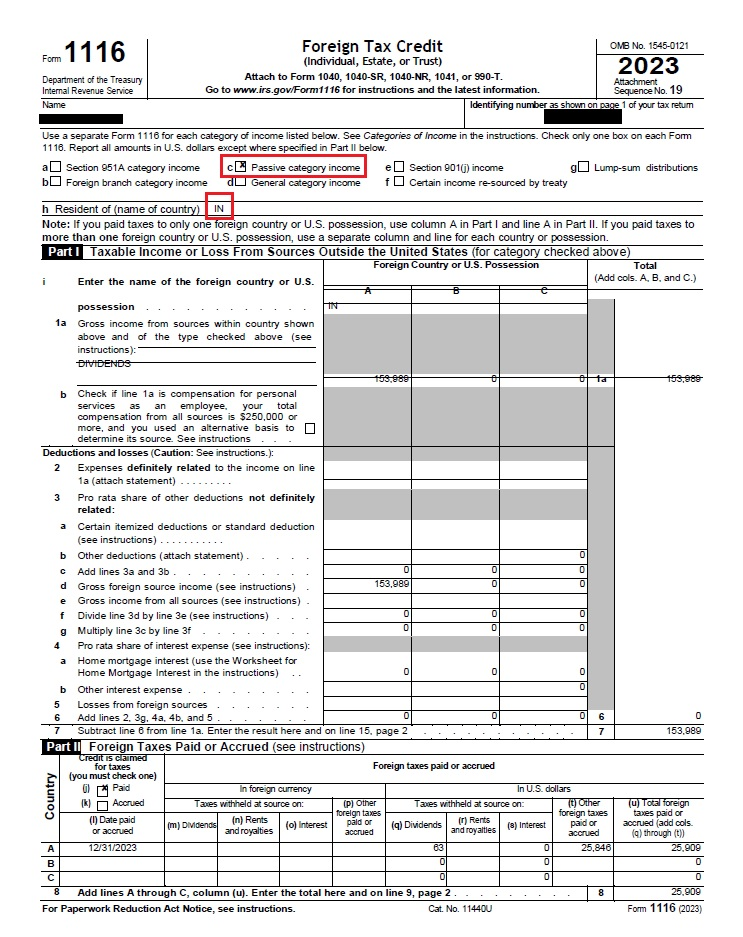 Form 1116
Department of the Treasury
Internal Revenue Service
Foreign Tax Credit
(Individual, Estate, or Trust)
Attach to Form 1040, 1040-SR, 1040-NR, 1041, or 990-T.
Go to www.irs.gov/Form1116 for instructions and the latest information.
OMB No. 1545-0121
2023
Attachment
Sequence No. 19
Name
Identifying number as shown on page 1 of your tax return
Use a separate Form 1116 for each category of income listed below. See Categories of Income in the instructions. Check only one box on each Form
1116. Report all amounts in U.S. dollars except where specified in Part II below.
a Section 951A category income c X Passive category income e Section 901(j) income g Lump-sum distributions
b Foreign branch category income d General category income f Certain income re-sourced by treaty
h Resident of (name of country) IN
Note: If you paid taxes to only one foreign country or U.S. possession, use column A in Part I and line A in Part II. If you paid taxes to
more than one foreign country or U.S. possession, use a separate column and line for each country or possession.
Part I Taxable Income or Loss From Sources Outside the United States (for category checked above)
Foreign Country or U.S. Possession Total
A B C (Add cols. A, B, and C.)
i Enter the name of the foreign country or U.S.
possession . . . . . . . . . . . . IN
1a Gross income from sources within country shown
above and of the type checked above (see
instructions):
DIVIDENDS
153,989 0 0 1a 153,989
b Check if line 1a is compensation for personal
services as an employee, your total
compensation from all sources is $250,000 or
more, and you used an alternative basis to
determine its source. See instructions . . .
Deductions and losses (Caution: See instructions.):
2 Expenses definitely related to the income on line
1a (attach statement) . . . . . . . . .
3 Pro rata share of other deductions not definitely
related:
a Certain itemized deductions or standard deduction
(see instructions) . . . . . . . . . . .
b Other deductions (attach statement) . . . . . 0
c Add lines 3a and 3b . . . . . . . . . . 0 0 0
d Gross foreign source income (see instructions) . 153,989 0 0
e Gross income from all sources (see instructions) .
f Divide line 3d by line 3e (see instructions) . . . 0 0 0
g Multiply line 3c by line 3f . . . . . . . . 0 0 0
4 Pro rata share of interest expense (see instructions):
a Home mortgage interest (use the Worksheet for
Home Mortgage Interest in the instructions) . . 0 0 0
b Other interest expense . . . . . . . . . 0
5 Losses from foreign sources . . . . . . .
6 Add lines 2, 3g, 4a, 4b, and 5 . . . . . . . 0 0 0 6 0
7 Subtract line 6 from line 1a. Enter the result here and on line 15, page 2 . . . . . . . . . . . . 7 153,989
Part II Foreign Taxes Paid or Accrued (see instructions)
Country
Credit is claimed
for taxes
(you must check one)
(j) X Paid
(k) Accrued
(l) Date paid
or accrued
Foreign taxes paid or accrued
In foreign currency In U.S. dollars
Taxes withheld at source on: (p) Other foreign taxes paid or accrued Taxes withheld at source on: (t) Other foreign taxes paid or accrued (u) Total foreign taxes paid or accrued (add cols. (q) through (t))
(m) Dividends (n) Rents and royalties (o) Interest (q) Dividends (r) Rents and royalties (s) Interest
A 12/31/2023 63 0 25,846 25,909
B 0 0
C 0 0
8 Add lines A through C, column (u). Enter the total here and on line 9, page 2 . . . . . . . . . 8 25,909
For Paperwork Reduction Act Notice, see instructions. Cat. No. 11440U Form 1116 (2023)